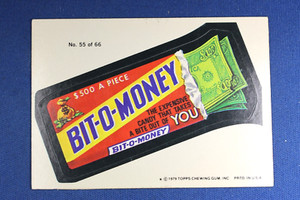 No. 55 of 66
$500 A PIECE
BIT-O-MONEY
THE EXPENSIVE
CANDY THAT TAKES
A BITE OUT OF YOU
BIT-O-MONEY
© 1979 TOPPS CHEWING GUM, INC. PRTD. IN U.S.A.